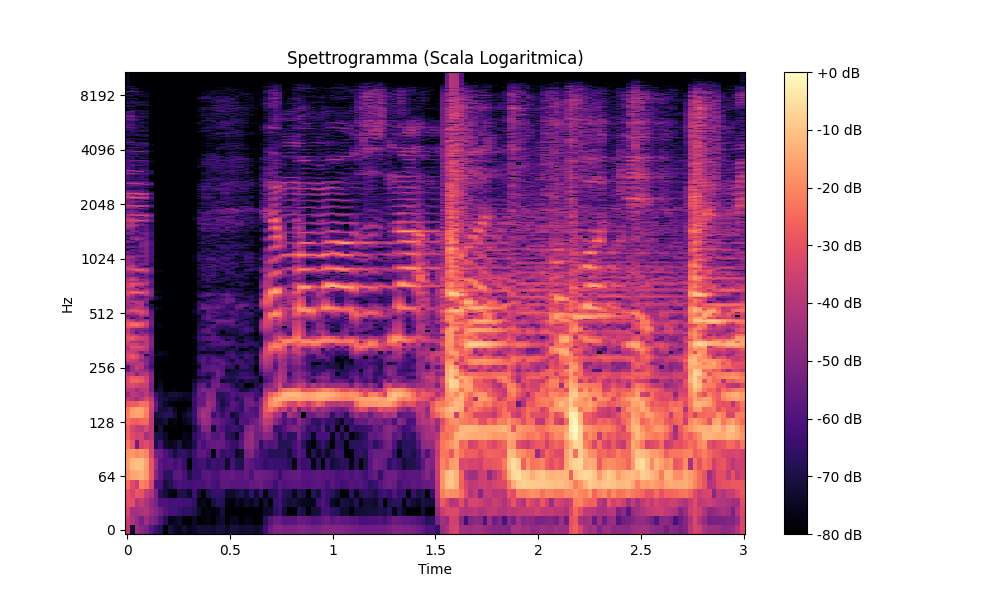 Spettrogramma (Scala Logaritmica)
Hz
8192
4096
2048
1024
512
256
128
64
0
0
0.5
1
1.5
2
2.5
3
Time
+0 dB
-10 dB
-20 dB
-30 dB
-40 dB
-50 dB
-60 dB
-70 dB
-80 dB